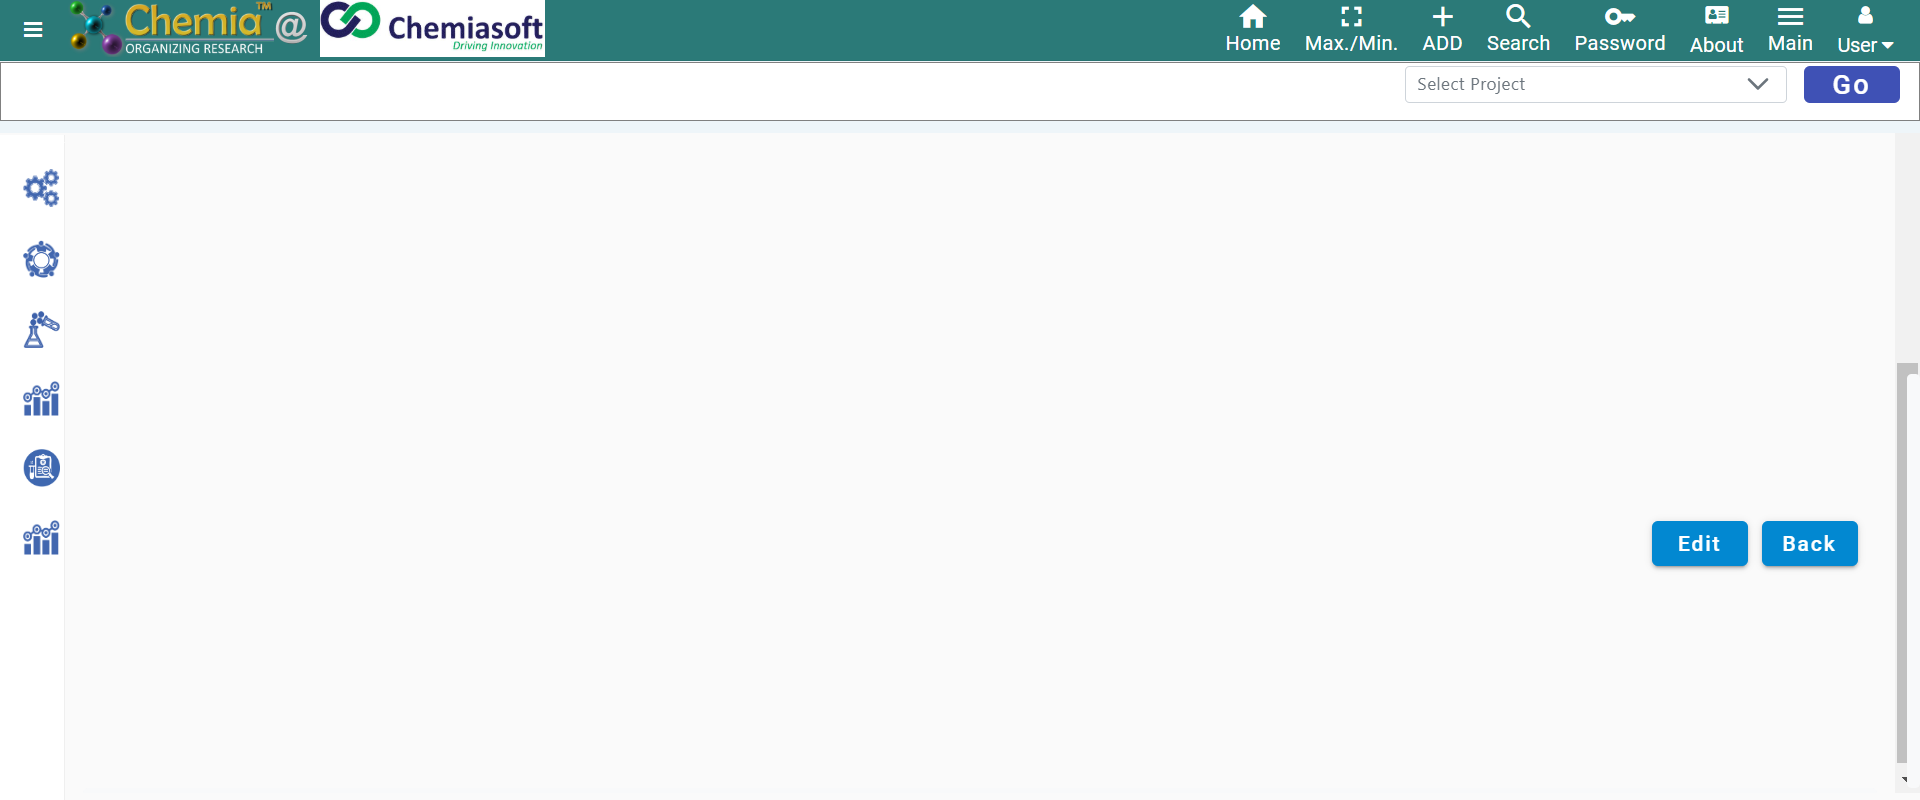 Chemia™
ORGANIZING RESEARCH
@
Chemiasoft
Driving Innovation
Home
Max./Min.
ADD
Search
Password
About
Main
User
Select Project
Go
Edit
Back